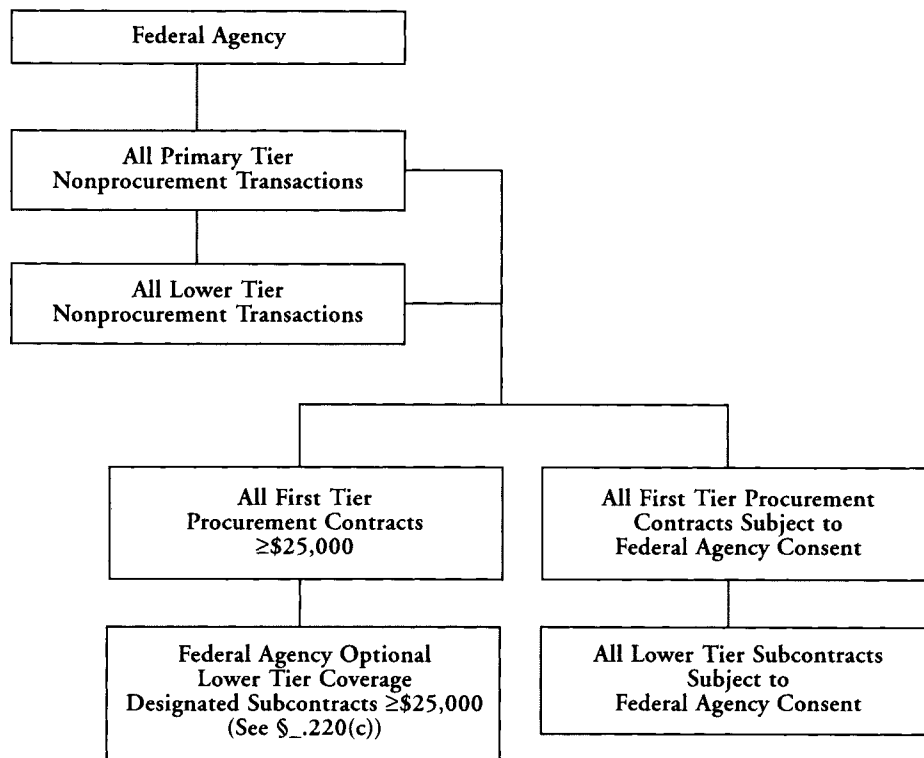 Federal Agency
All Primary Tier
Nonprocurement Transactions
All Lower Tier
Nonprocurement Transactions
All First Tier
Procurement Contracts
≥$25,000
All First Tier Procurement
Contracts Subject to
Federal Agency Consent
Federal Agency Optional
Lower Tier Coverage
Designated Subcontracts ≥$25,000
(See §_.220(c))
All Lower Tier Subcontracts
Subject to
Federal Agency Consent